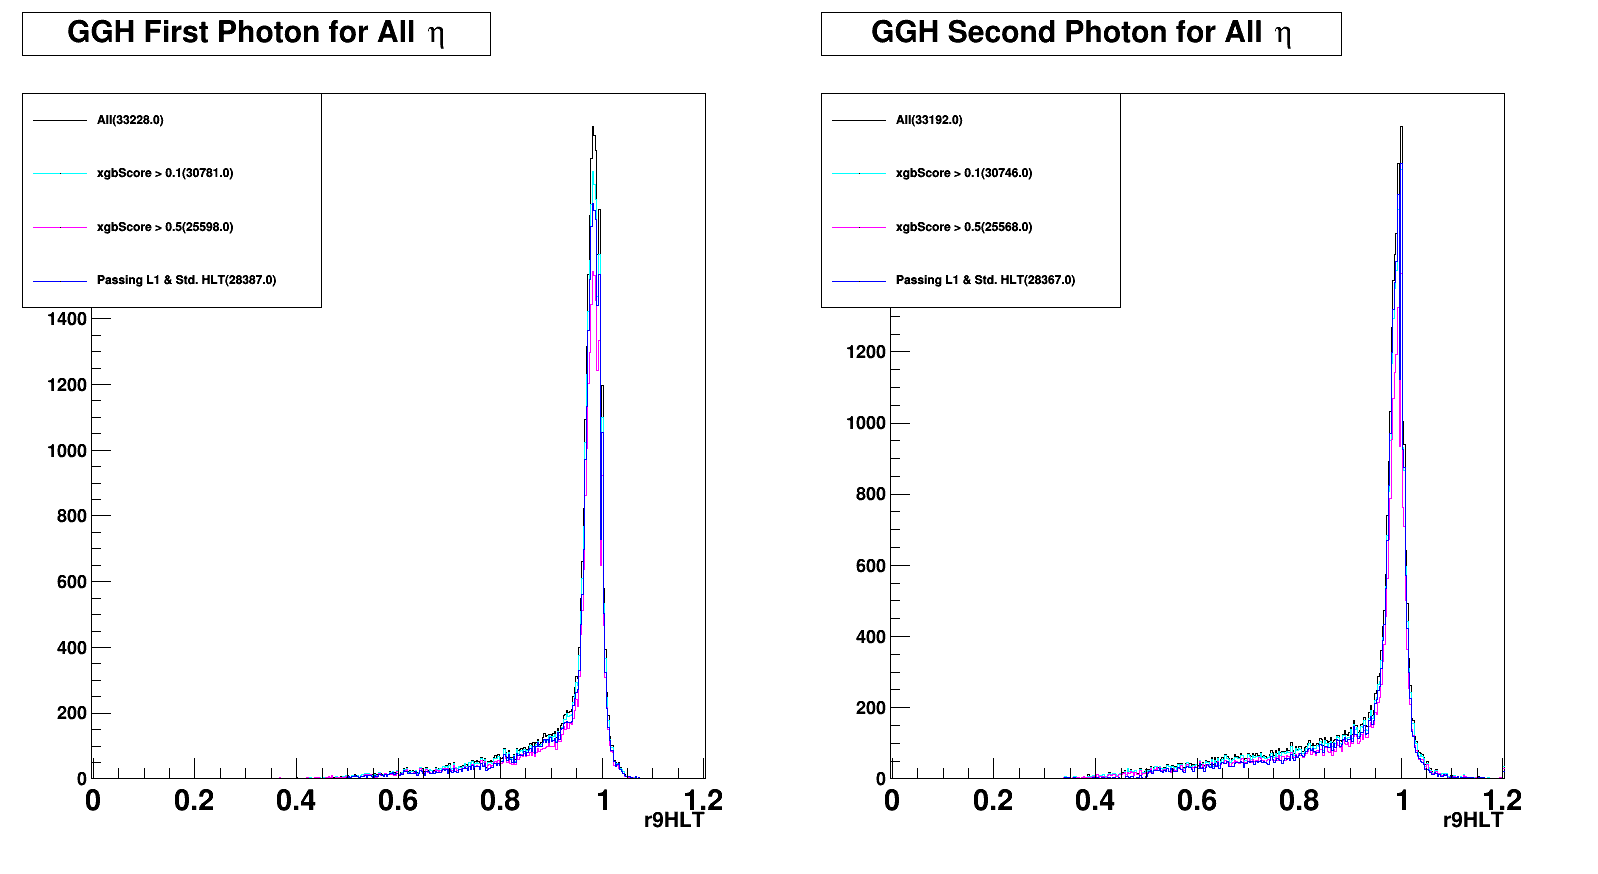 GGH First Photon for All η
All(33228.0)
xgbScore > 0.1(30781.0)
xgbScore > 0.5(25598.0)
Passing L1 & Std. HLT(28387.0)
1400
1200
1000
800
600
400
200
0
0 0.2 0.4 0.6 0.8 1 1.2
r9HLT
GGH Second Photon for All η
All(33192.0)
xgbScore > 0.1(30746.0)
xgbScore > 0.5(25568.0)
Passing L1 & Std. HLT(28367.0)
1200
1000
800
600
400
200
0
0 0.2 0.4 0.6 0.8 1 1.2
r9HLT